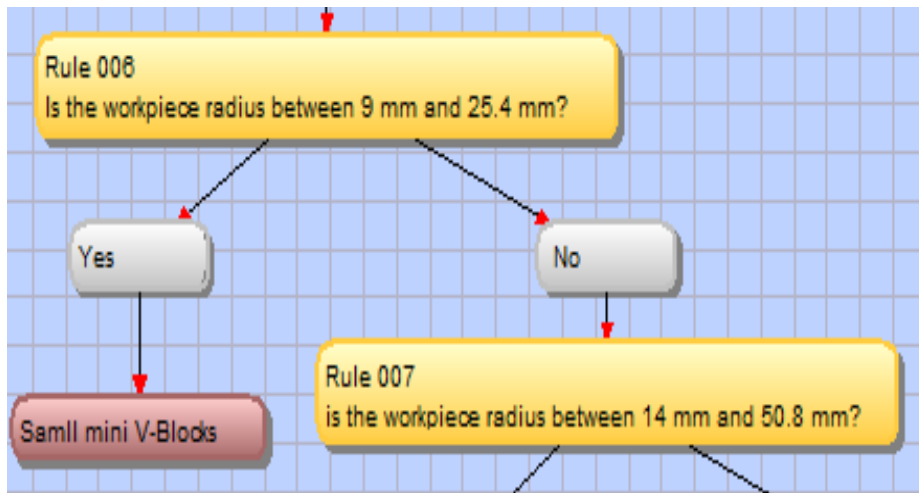 Rule 006
Is the workpiece radius between 9 mm and 25.4 mm?
Yes
No
Rule 007
is the workpiece radius between 14 mm and 50.8 mm?
Samll mini V-Blocks